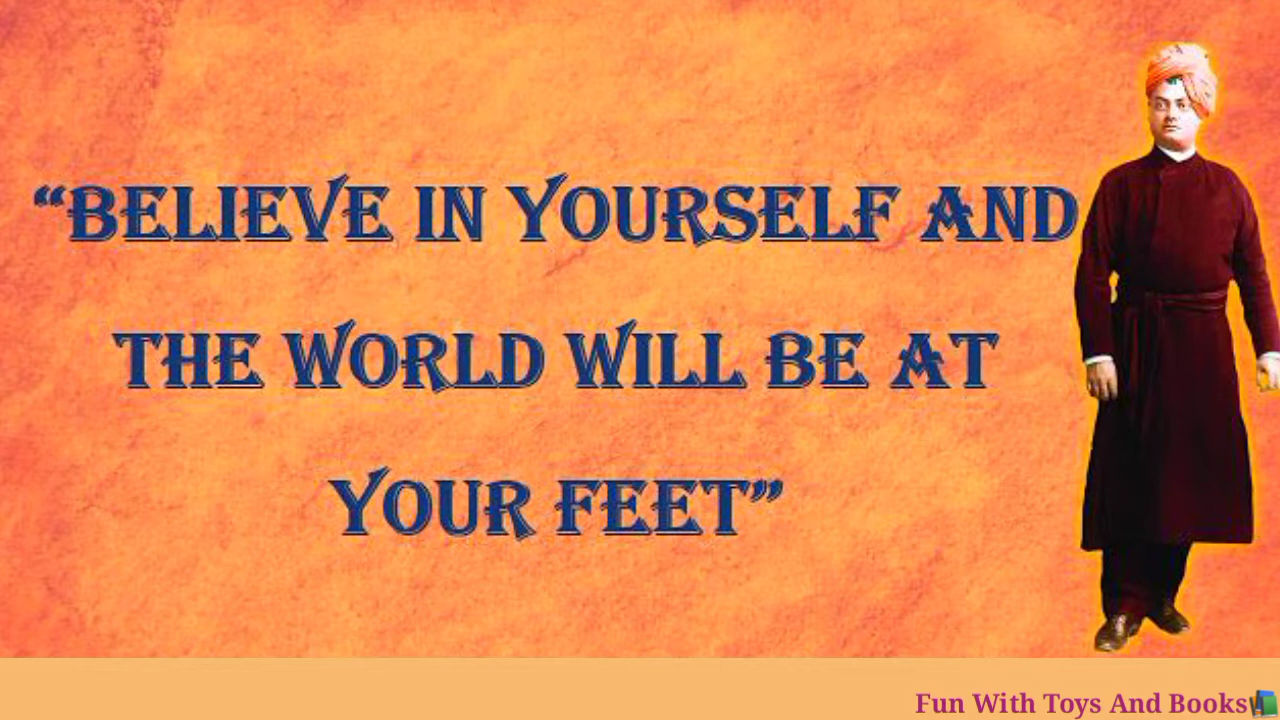 “BELIEVE IN YOURSELF AND
THE WORLD WILL BE AT
YOUR FEET”
Fun With Toys And Books📚